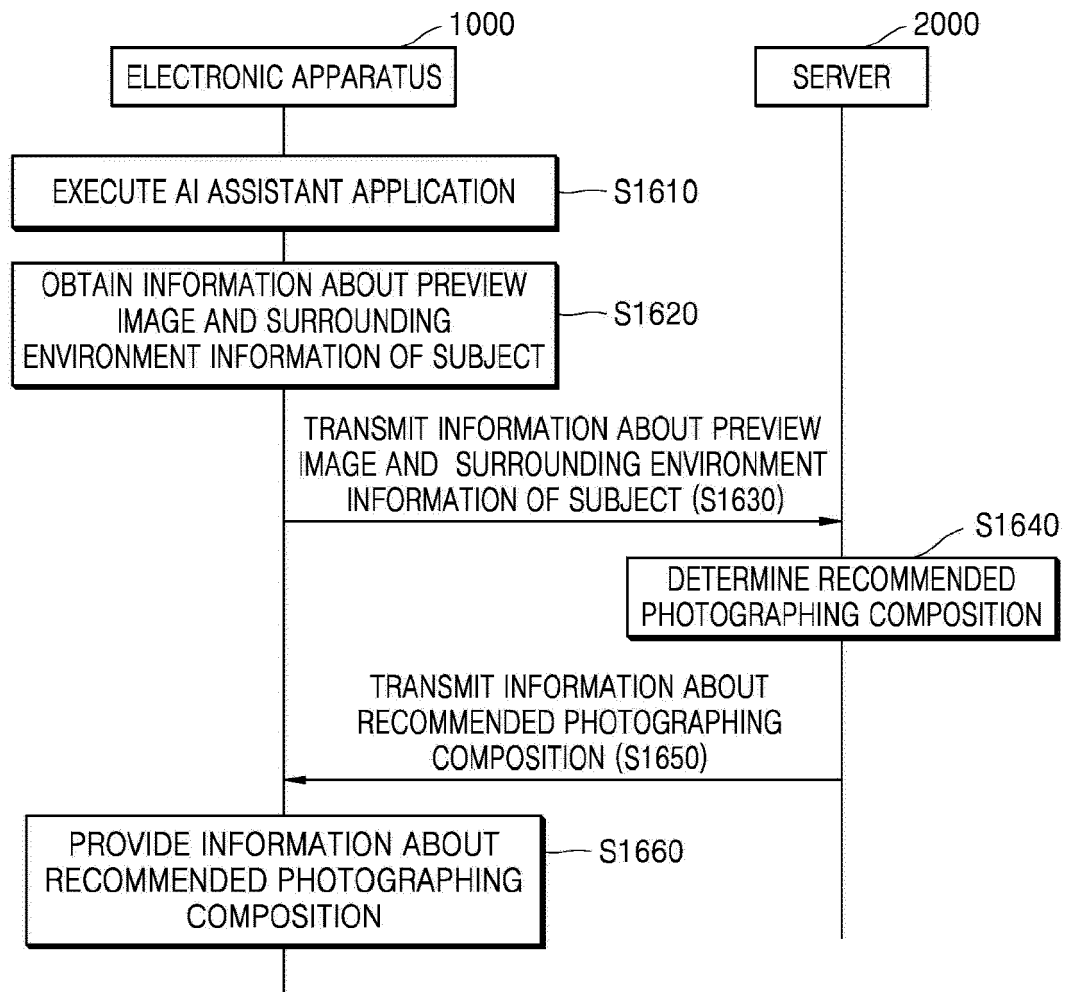 1000
2000
ELECTRONIC APPARATUS
SERVER
EXECUTE AI ASSISTANT APPLICATION
S1610
OBTAIN INFORMATION ABOUT PREVIEW
IMAGE AND SURROUNDING
ENVIRONMENT INFORMATION OF SUBJECT
S1620
TRANSMIT INFORMATION ABOUT PREVIEW
IMAGE AND SURROUNDING ENVIRONMENT
INFORMATION OF SUBJECT (S1630)
S1640
DETERMINE RECOMMENDED
PHOTOGRAPHING COMPOSITION
TRANSMIT INFORMATION ABOUT
RECOMMENDED PHOTOGRAPHING
COMPOSITION (S1650)
PROVIDE INFORMATION ABOUT
RECOMMENDED PHOTOGRAPHING
COMPOSITION
S1660